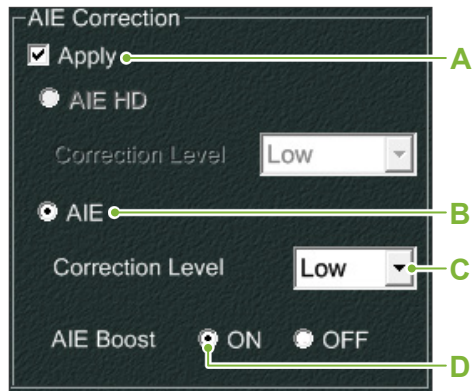 AIE Correction
Apply A
AIE HD
Correction Level Low
AIE B
Correction Level Low C
AIE Boost ON OFF
D